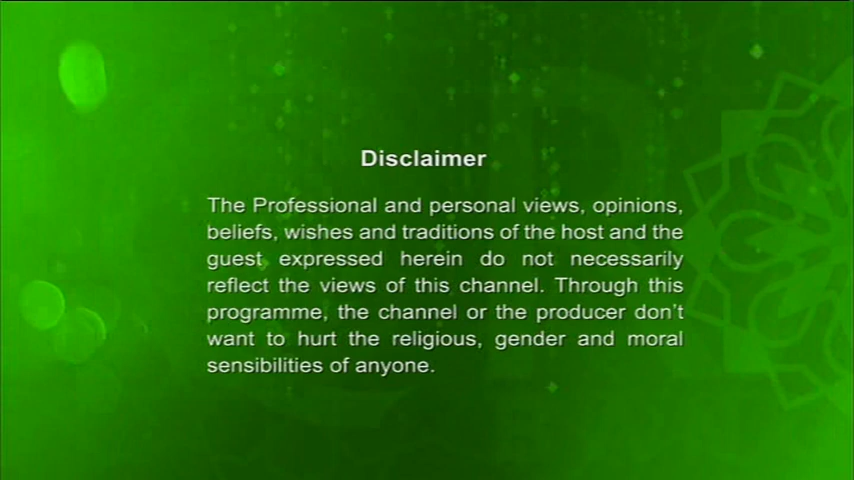 Disclaimer
The Professional and personal views, opinions,
beliefs, wishes and traditions of the host and the
guest expressed herein do not necessarily
reflect the views of this channel. Through this
programme, the channel or the producer don't
want to hurt the religious, gender and moral
sensibilities of anyone.